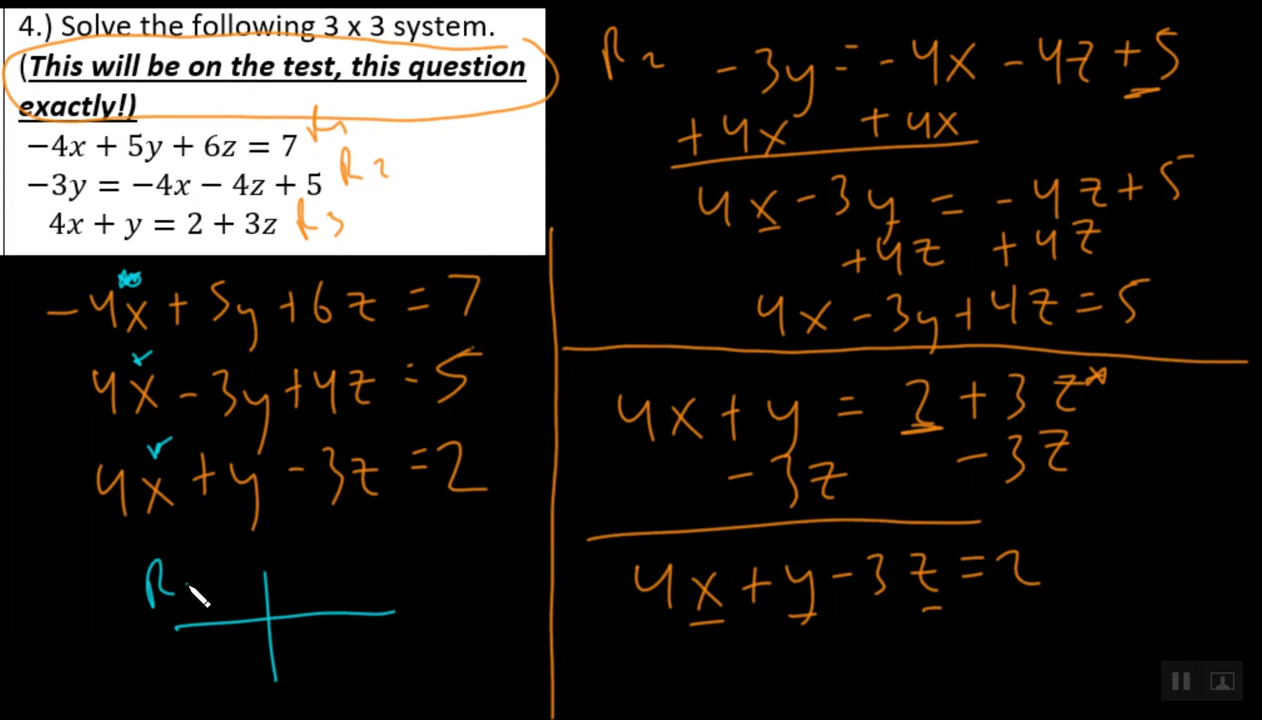 4.) Solve the following 3 x 3 system.
(This will be on the test, this question
exactly!)
−4x + 5y + 6z = 7 R1
−3y = −4x − 4z + 5 R2
4x + y = 2 + 3z R3
-4x + 5y + 6z = 7
4x - 3y + 4z = 5
4x + y - 3z = 2
R
R2 -3y = -4x - 4z + 5
+4x +4x
4x - 3y = -4z + 5
+4z +4z
4x - 3y + 4z = 5
4x + y = 2 + 3z
-3z -3z
4x + y - 3z = 2